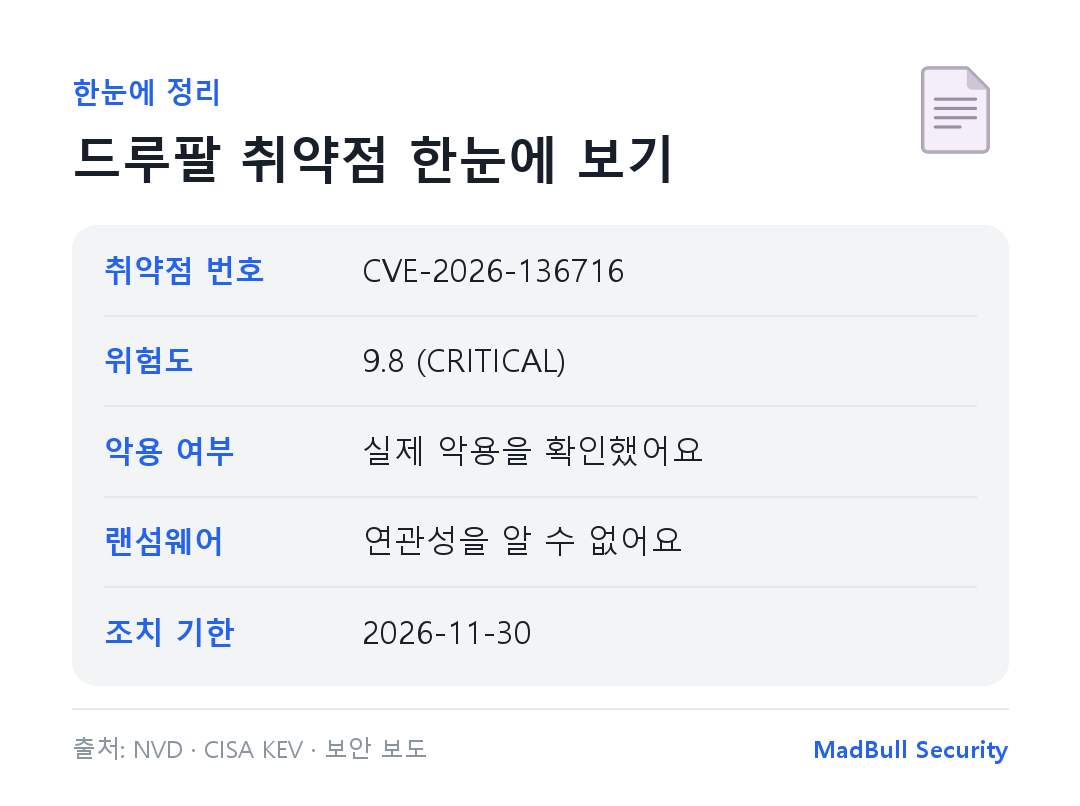 한눈에 정리
드루팔 취약점 한눈에 보기
취약점 번호 CVE-2026-136716
위험도 9.8 (CRITICAL)
악용 여부 실제 악용을 확인했어요
랜섬웨어 연관성을 알 수 없어요
조치 기한 2026-11-30
출처: NVD · CISA KEV · 보안 보도 MadBull Security